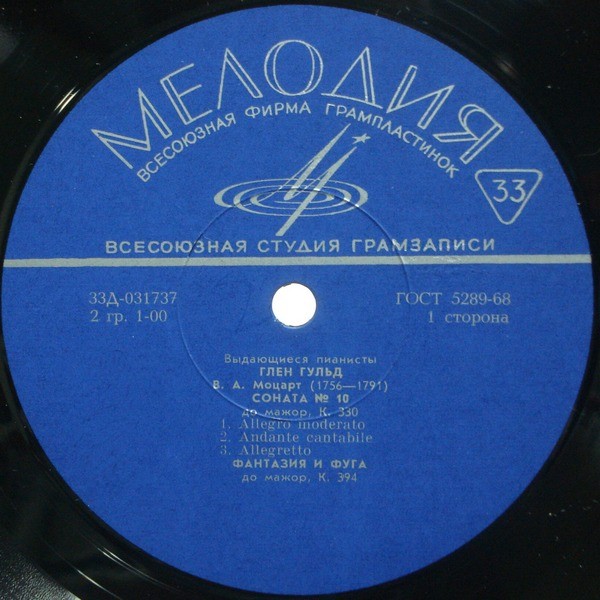 МЕЛОДИЯ
ВСЕСОЮЗНАЯ ФИРМА ГРАМПЛАСТИНОК
33
ВСЕСОЮЗНАЯ СТУДИЯ ГРАМЗАПИСИ
33Д-031737
ГОСТ 5289-68
2 гр. 1-00
1 сторона
Выдающиеся пианисты
ГЛЕН ГУЛЬД
В. А. Моцарт (1756—1791)
СОНАТА № 10
до мажор, К. 330
1. Allegro moderato
2. Andante cantabile
3. Allegretto
ФАНТАЗИЯ И ФУГА
до мажор, К. 394